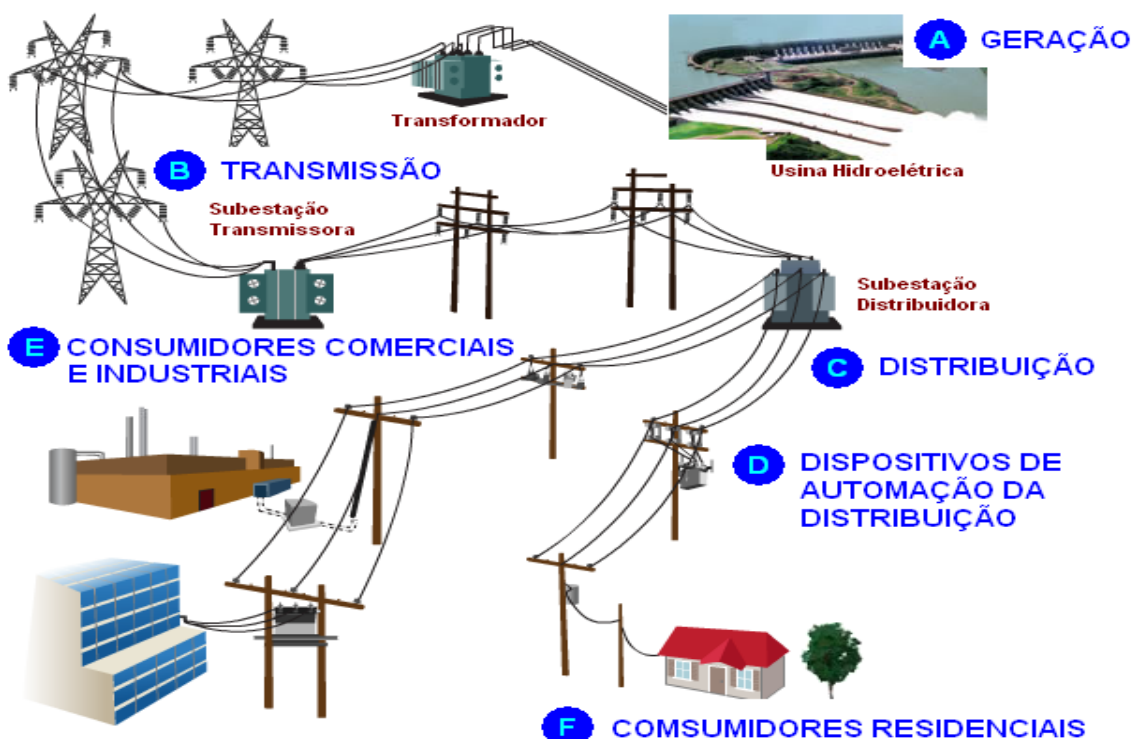 A GERAÇÃO
Transformador
Usina Hidroelétrica
B TRANSMISSÃO
Subestação
Transmissora
Subestação
Distribuidora
E CONSUMIDORES COMERCIAIS
E INDUSTRIAIS
C DISTRIBUIÇÃO
D DISPOSITIVOS DE
AUTOMAÇÃO DA
DISTRIBUIÇÃO
F COMSUMIDORES RESIDENCIAIS